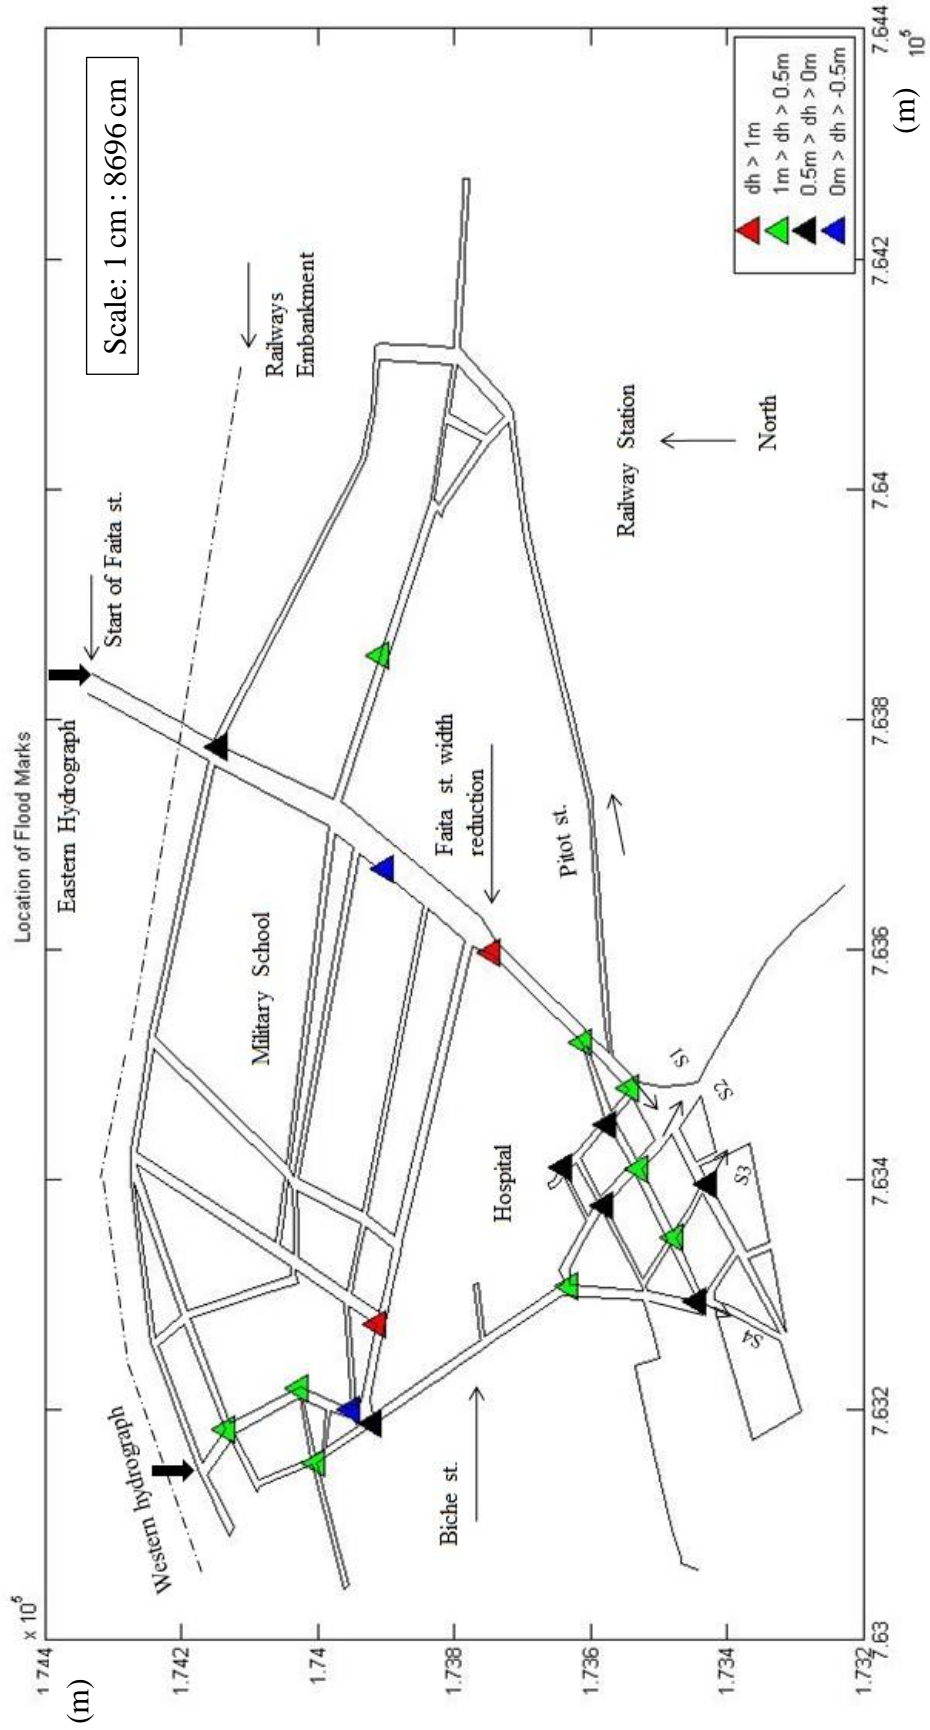 Location of Flood Marks
x 10⁵
(m)
1.744
1.742
1.74
1.738
1.736
1.734
1.732
7.63
7.632
7.634
7.636
7.638
7.64
7.642
7.644
10⁵
(m)
Scale: 1 cm : 8696 cm
Western hydrograph
Eastern Hydrograph
Start of Faita st.
Railways
Embankment
Military School
Faita st. width
reduction
Hospital
Biche st.
Pitot st.
Railway Station
North
S1
S2
S3
S4
dh > 1m
1m > dh > 0.5m
0.5m > dh > 0m
0m > dh > -0.5m